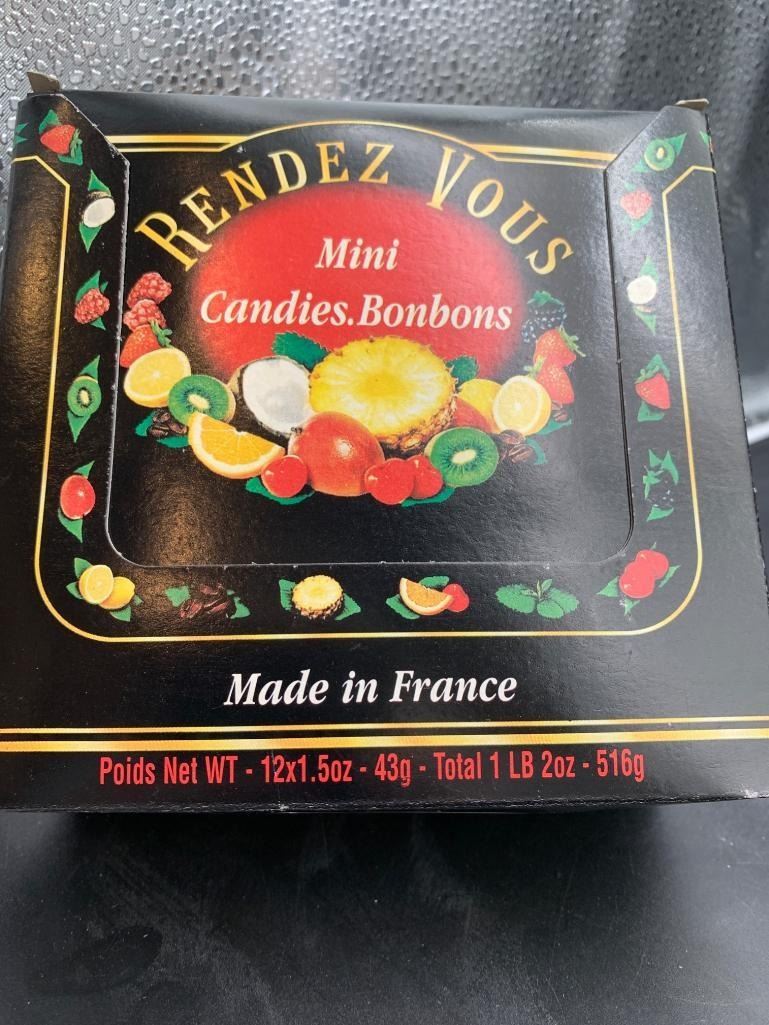 RENDEZ VOUS
Mini
Candies.Bonbons
Made in France
Poids Net WT - 12x1.5oz - 43g - Total 1 LB 2oz - 516g